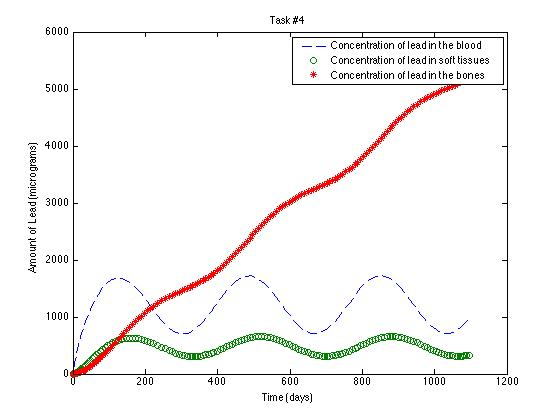 Task #4
6000
Concentration of lead in the blood
Concentration of lead in soft tissues
Concentration of lead in the bones
5000
4000
3000
2000
1000
0
Amount of Lead (micrograms)
0 200 400 600 800 1000 1200
Time (days)